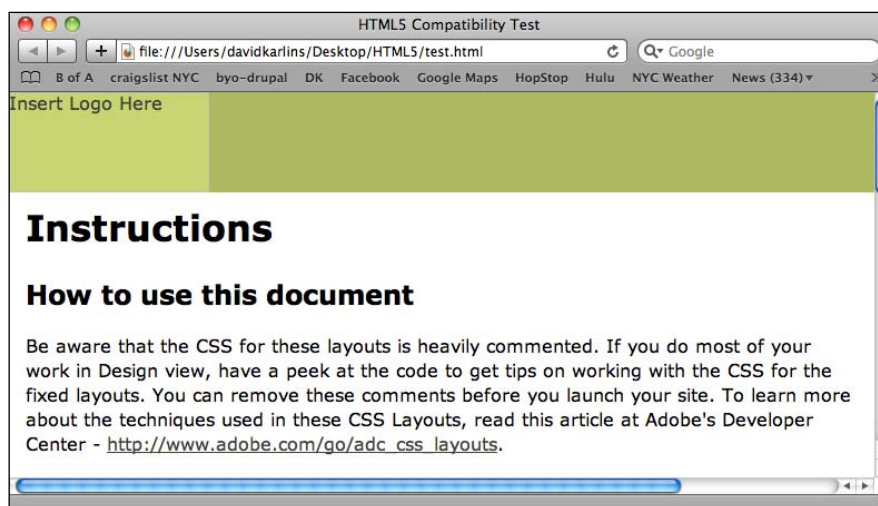 HTML5 Compatibility Test
file:///Users/davidkarlins/Desktop/HTML5/test.html
Google
B of A craigslist NYC byo-drupal DK Facebook Google Maps HopStop Hulu NYC Weather News (334)
Insert Logo Here
Instructions
How to use this document
Be aware that the CSS for these layouts is heavily commented. If you do most of your
work in Design view, have a peek at the code to get tips on working with the CSS for the
fixed layouts. You can remove these comments before you launch your site. To learn more
about the techniques used in these CSS Layouts, read this article at Adobe's Developer
Center - http://www.adobe.com/go/adc_css_layouts.